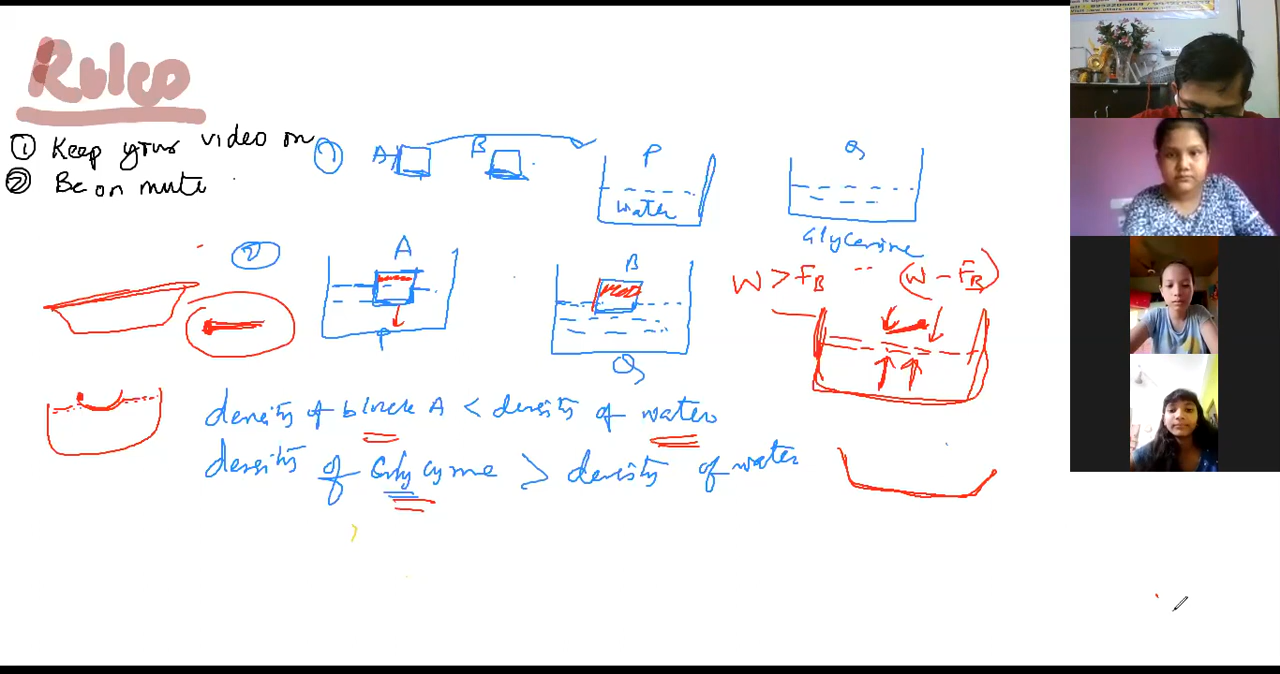 Rules
① Keep your video on
② Be on mute
① A B P Q
water
Glycerine
② A B
W > FB (W - FB)
P Q
density of block A < density of water
density of Glycyrine > density of water